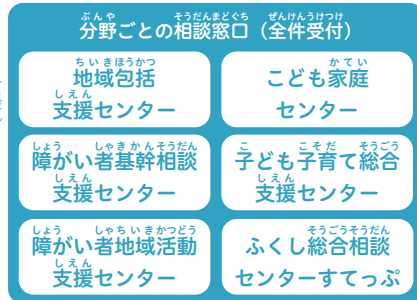 分野ごとの相談窓口（全件受付）
地域包括
支援センター
こども家庭
センター
障がい者基幹相談
支援センター
子ども子育て総合
支援センター
障がい者地域活動
支援センター
ふくし総合相談
センターすてっぷ